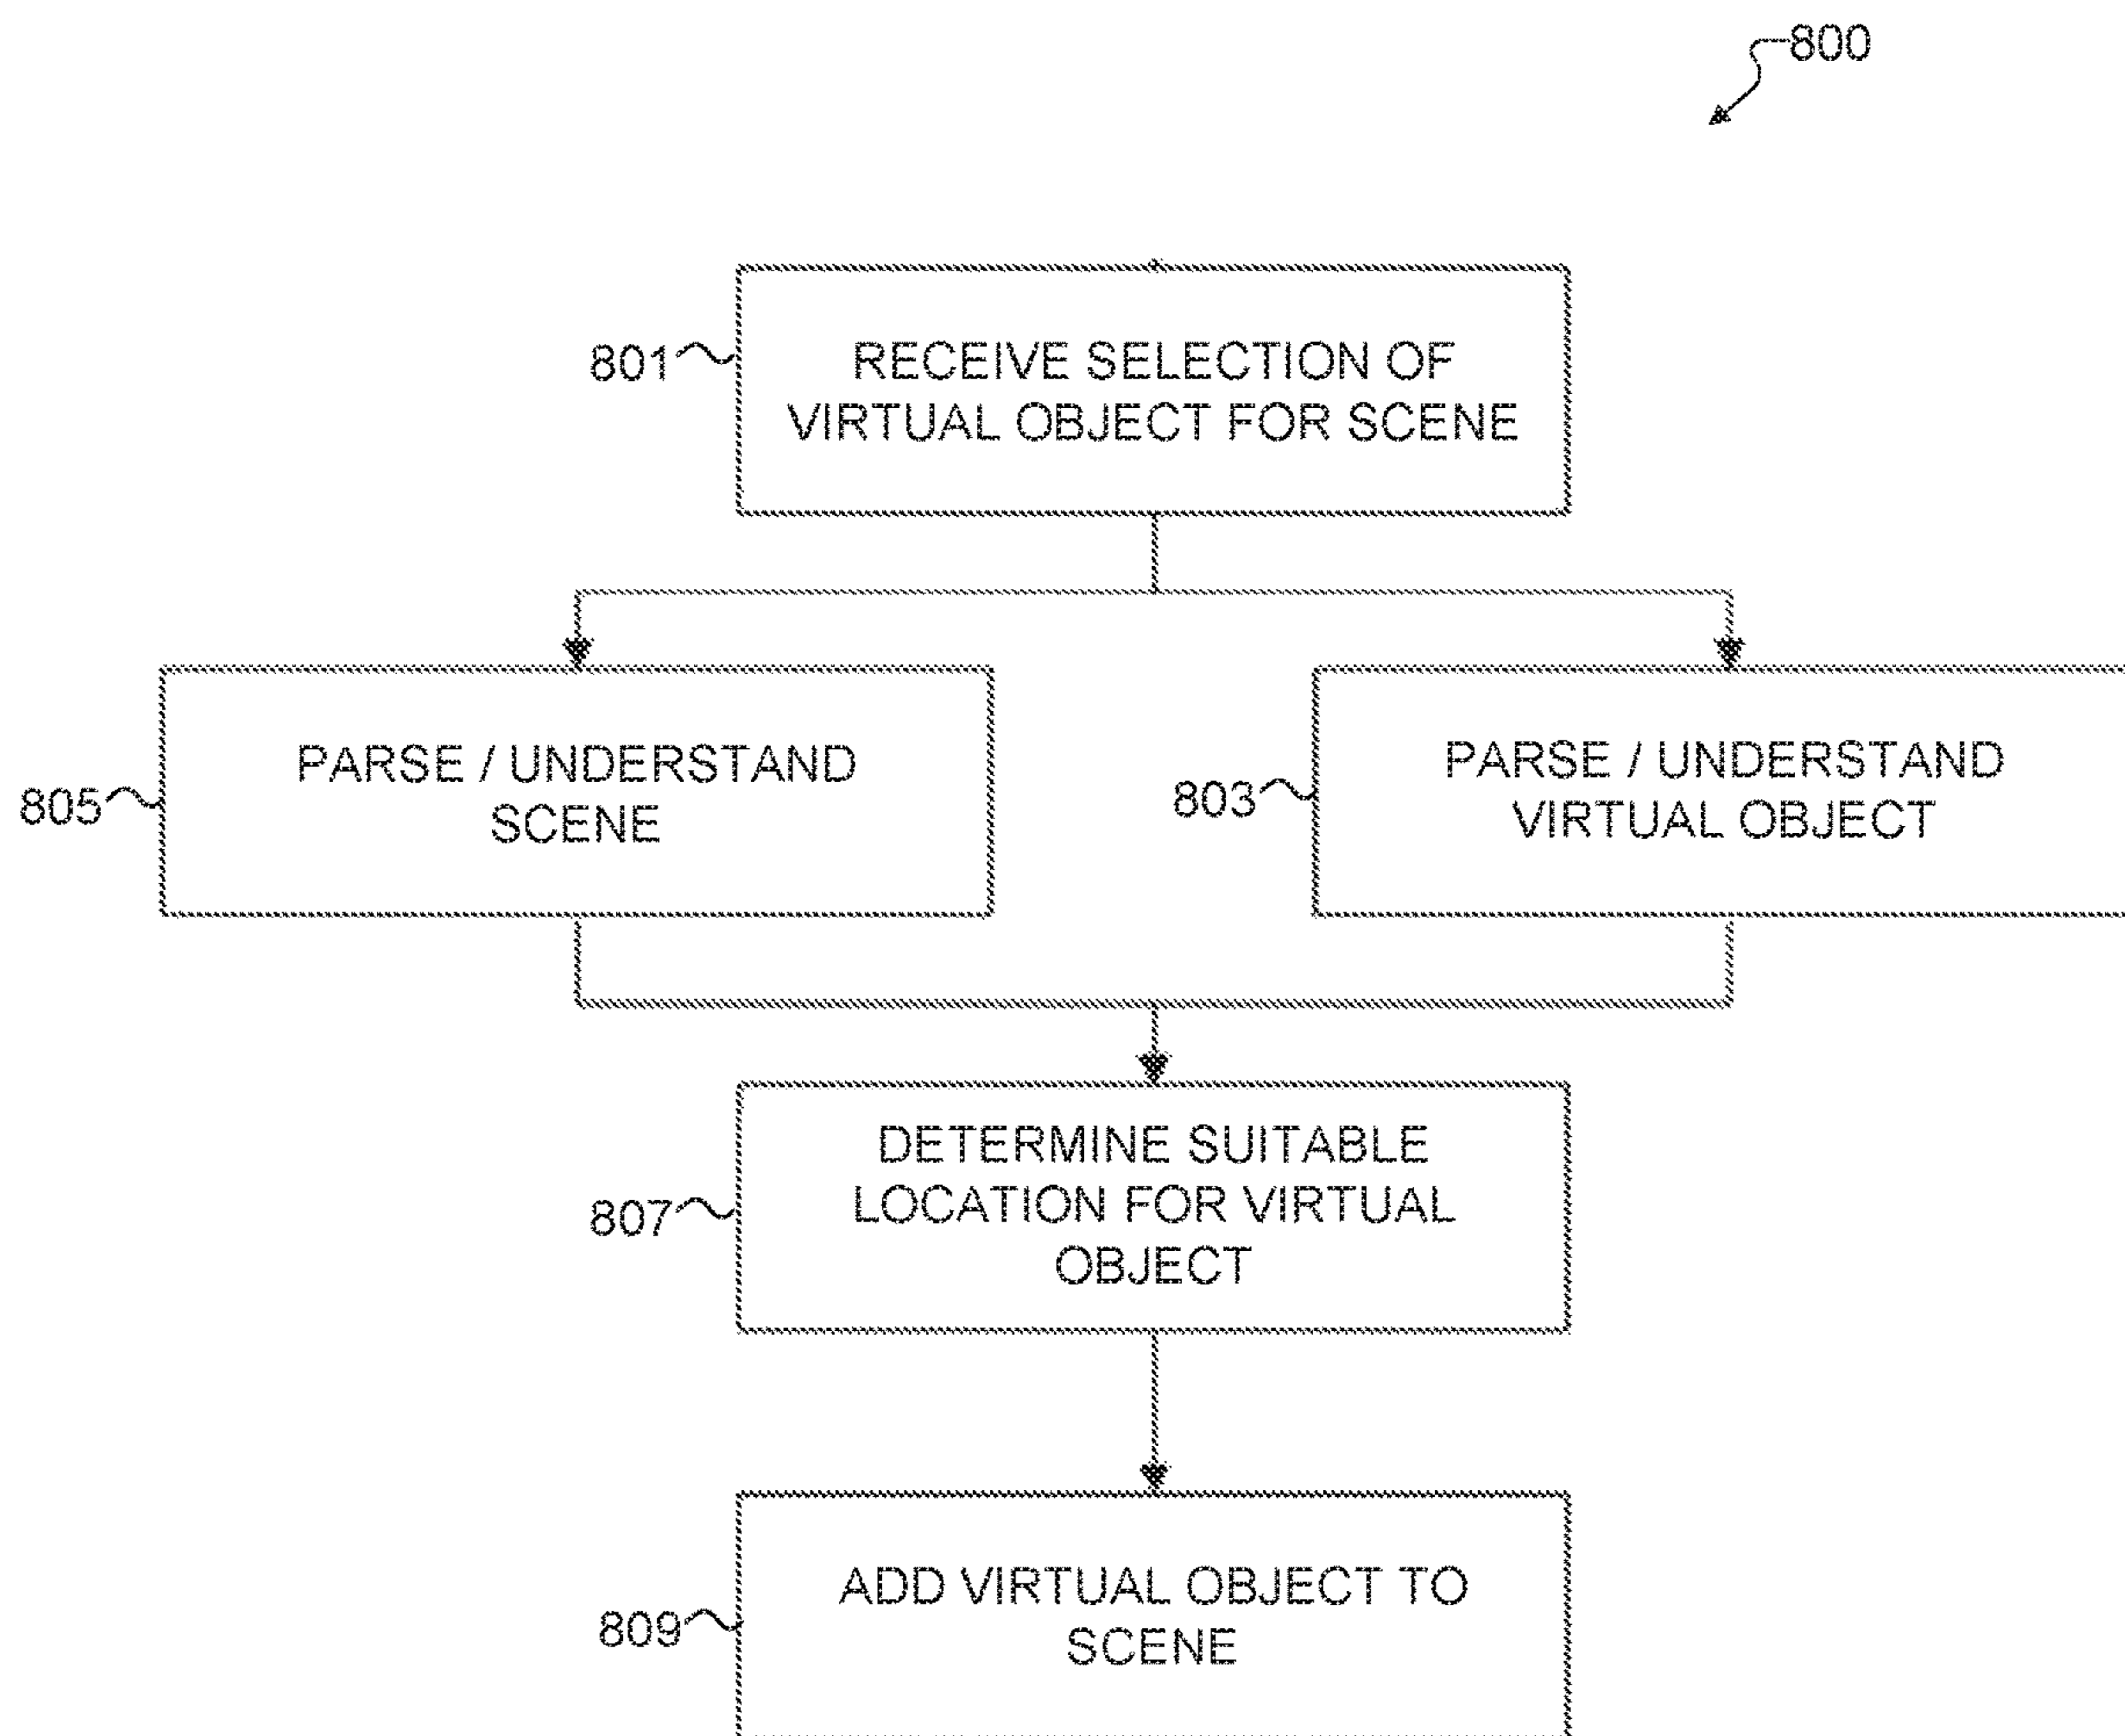 800
801
RECEIVE SELECTION OF
VIRTUAL OBJECT FOR SCENE
805
PARSE / UNDERSTAND
SCENE
803
PARSE / UNDERSTAND
VIRTUAL OBJECT
807
DETERMINE SUITABLE
LOCATION FOR VIRTUAL
OBJECT
809
ADD VIRTUAL OBJECT TO
SCENE